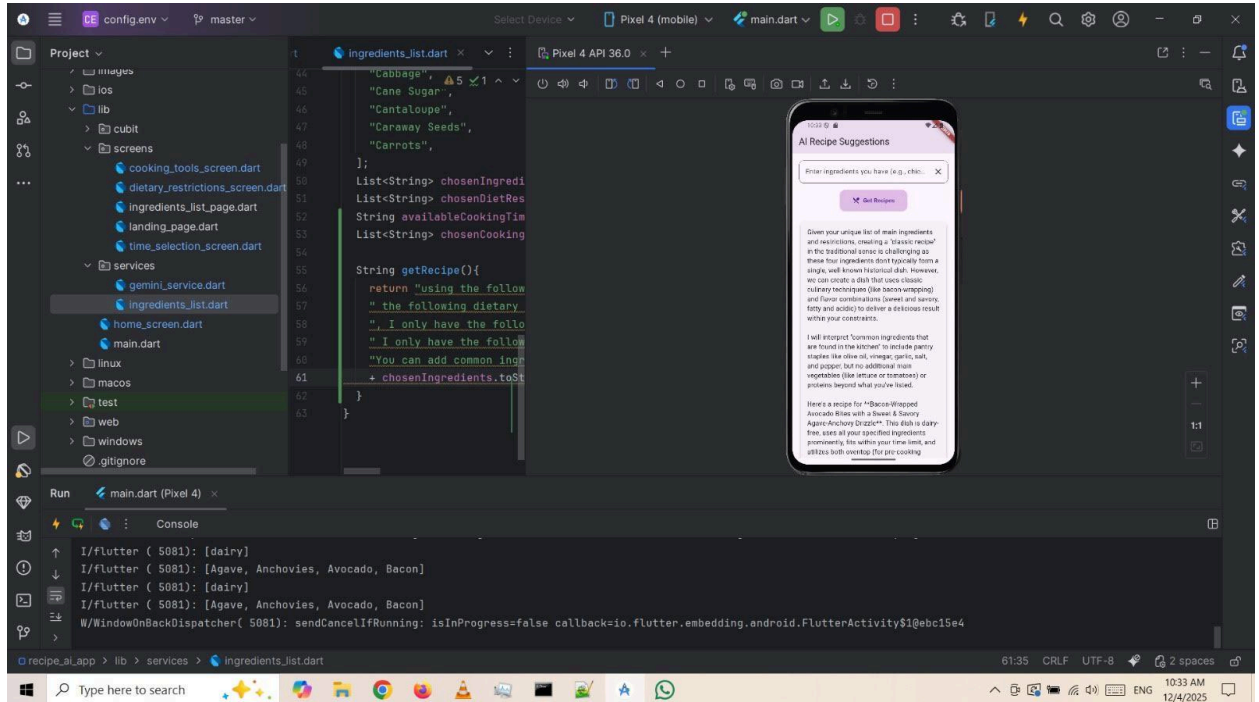 CE config.env
master
Select Device
Pixel 4 (mobile)
main.dart
Project
ingredients_list.dart
Pixel 4 API 36.0
images
ios
lib
cubit
screens
cooking_tools_screen.dart
dietary_restrictions_screen.dart
ingredients_list_page.dart
landing_page.dart
time_selection_screen.dart
services
gemini_service.dart
ingredients_list.dart
home_screen.dart
main.dart
linux
macos
test
web
windows
.gitignore
5 1
44 "Cabbage",
45 "Cane Sugar",
46 "Cantaloupe",
47 "Caraway Seeds",
48 "Carrots",
49 ];
50 List<String> chosenIngredi
51 List<String> chosenDietRes
52 String availableCookingTim
53 List<String> chosenCooking
54
55 String getRecipe(){
56 return "using the follow
57 " the following dietary
58 ", I only have the follo
59 " I only have the follow
60 "You can add common ingr
61 + chosenIngredients.toSt
62 }
63 }
10:33
AI Recipe Suggestions
Enter ingredients you have (e.g., chic...
Get Recipes
Given your unique list of main ingredients
and restrictions, creating a "classic recipe"
in the traditional sense is challenging as
these four ingredients don't typically form a
single, well-known historical dish. However,
we can create a dish that uses classic
culinary techniques (like bacon-wrapping)
and flavor combinations (sweet and savory,
fatty and acidic) to deliver a delicious result
within your constraints.
I will interpret "common ingredients that
are found in the kitchen" to include pantry
staples like olive oil, vinegar, garlic, salt,
and pepper, but no additional main
vegetables (like lettuce or tomatoes) or
proteins beyond what you've listed.
Here's a recipe for **Bacon-Wrapped
Avocado Bites with a Sweet & Savory
Agave-Anchovy Drizzle**. This dish is dairy-
free, uses all your specified ingredients
prominently, fits within your time limit, and
utilizes both oventop (for pre-cooking
1:1
Run
main.dart (Pixel 4)
Console
I/flutter ( 5081): [dairy]
I/flutter ( 5081): [Agave, Anchovies, Avocado, Bacon]
I/flutter ( 5081): [dairy]
I/flutter ( 5081): [Agave, Anchovies, Avocado, Bacon]
W/WindowOnBackDispatcher( 5081): sendCancelIfRunning: isInProgress=false callback=io.flutter.embedding.android.FlutterActivity$1@ebc15e4
recipe_ai_app > lib > services > ingredients_list.dart
61:35 CRLF UTF-8 2 spaces
Type here to search
ENG
10:33 AM
12/4/2025